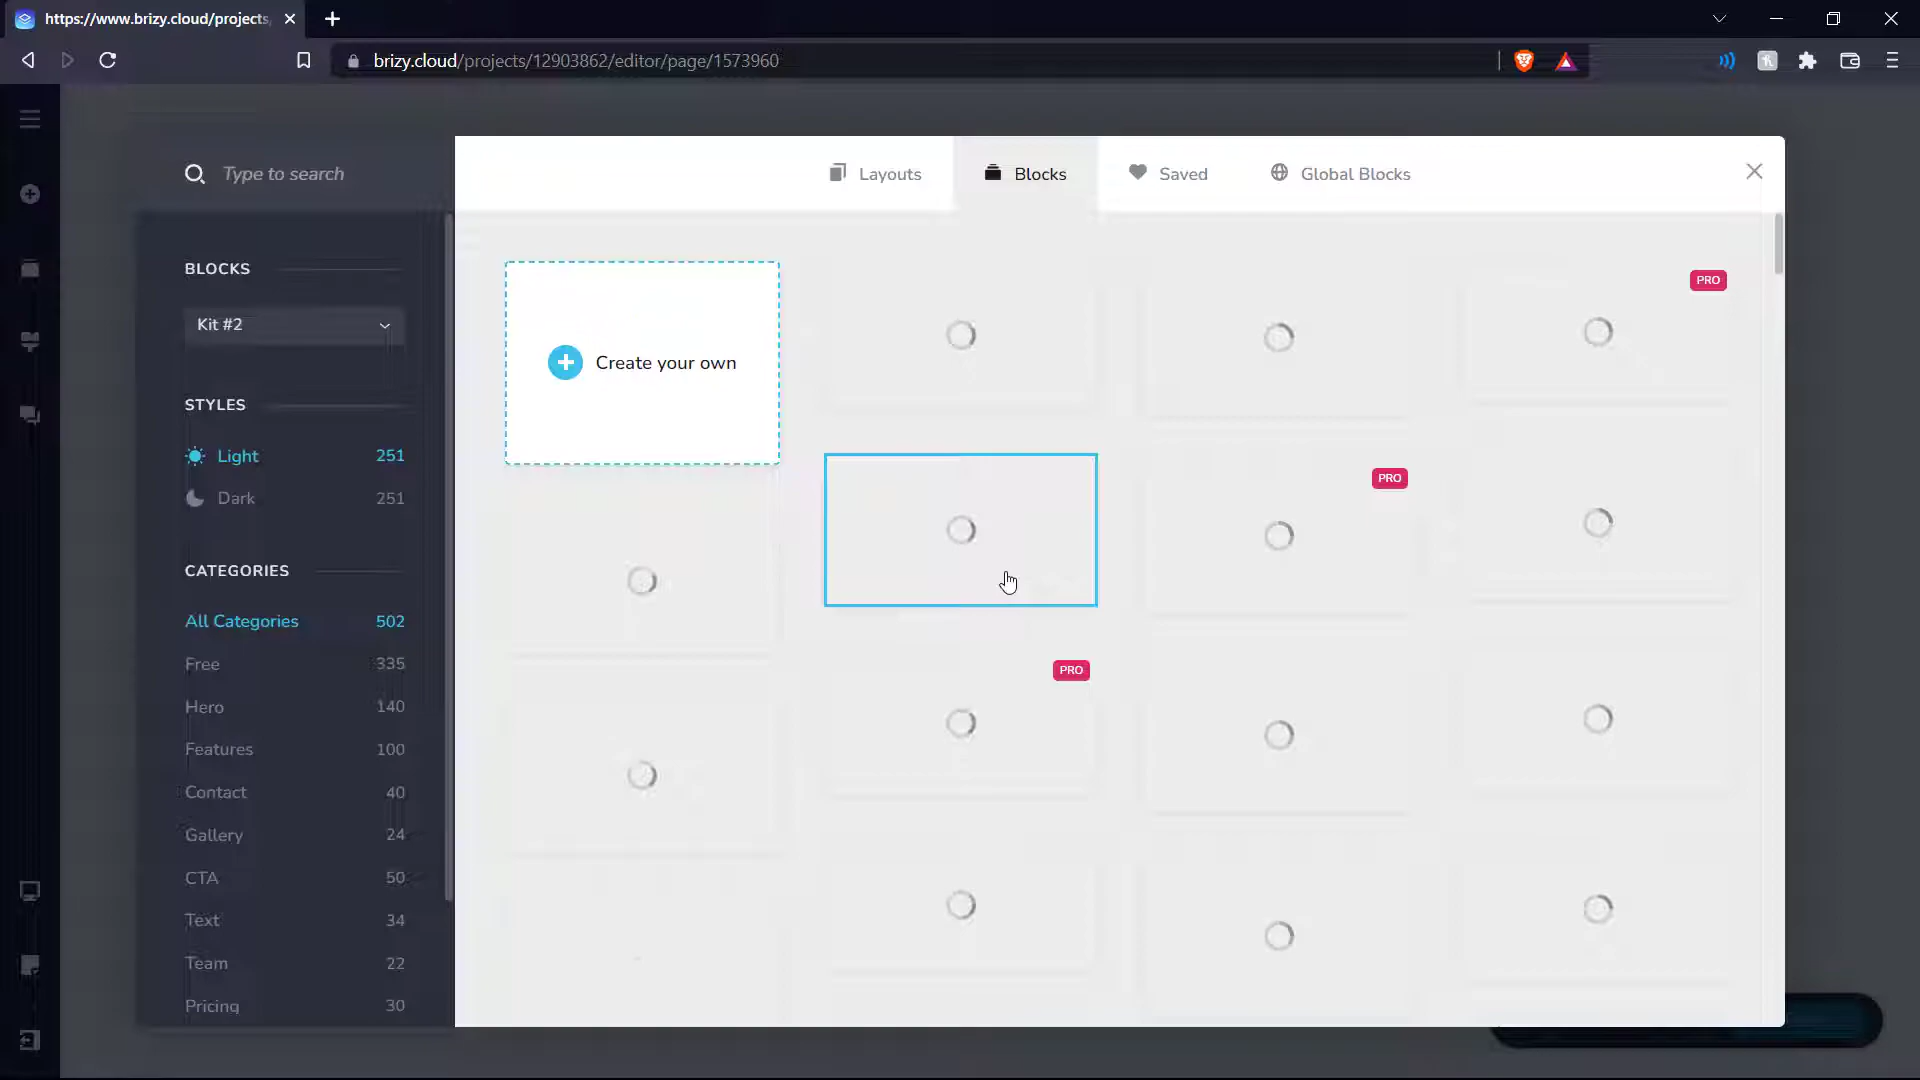 https://www.brizy.cloud/projects,
brizy.cloud/projects/12903862/editor/page/1573960
Type to search
Layouts
Blocks
Saved
Global Blocks
BLOCKS
Kit #2
STYLES
Light 251
Dark 251
CATEGORIES
All Categories 502
Free 335
Hero 140
Features 100
Contact 40
Gallery 24
CTA 50
Text 34
Team 22
Pricing 30
Create your own
PRO
PRO
PRO